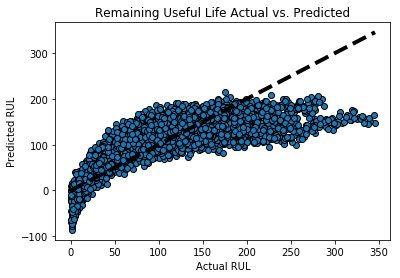 Remaining Useful Life Actual vs. Predicted
Predicted RUL
300
200
100
0
−100
0 50 100 150 200 250 300 350
Actual RUL